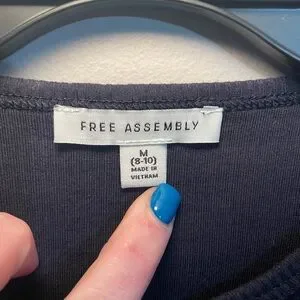 FREE ASSEMBLY
M
(8-10)
MADE IN
VIETNAM